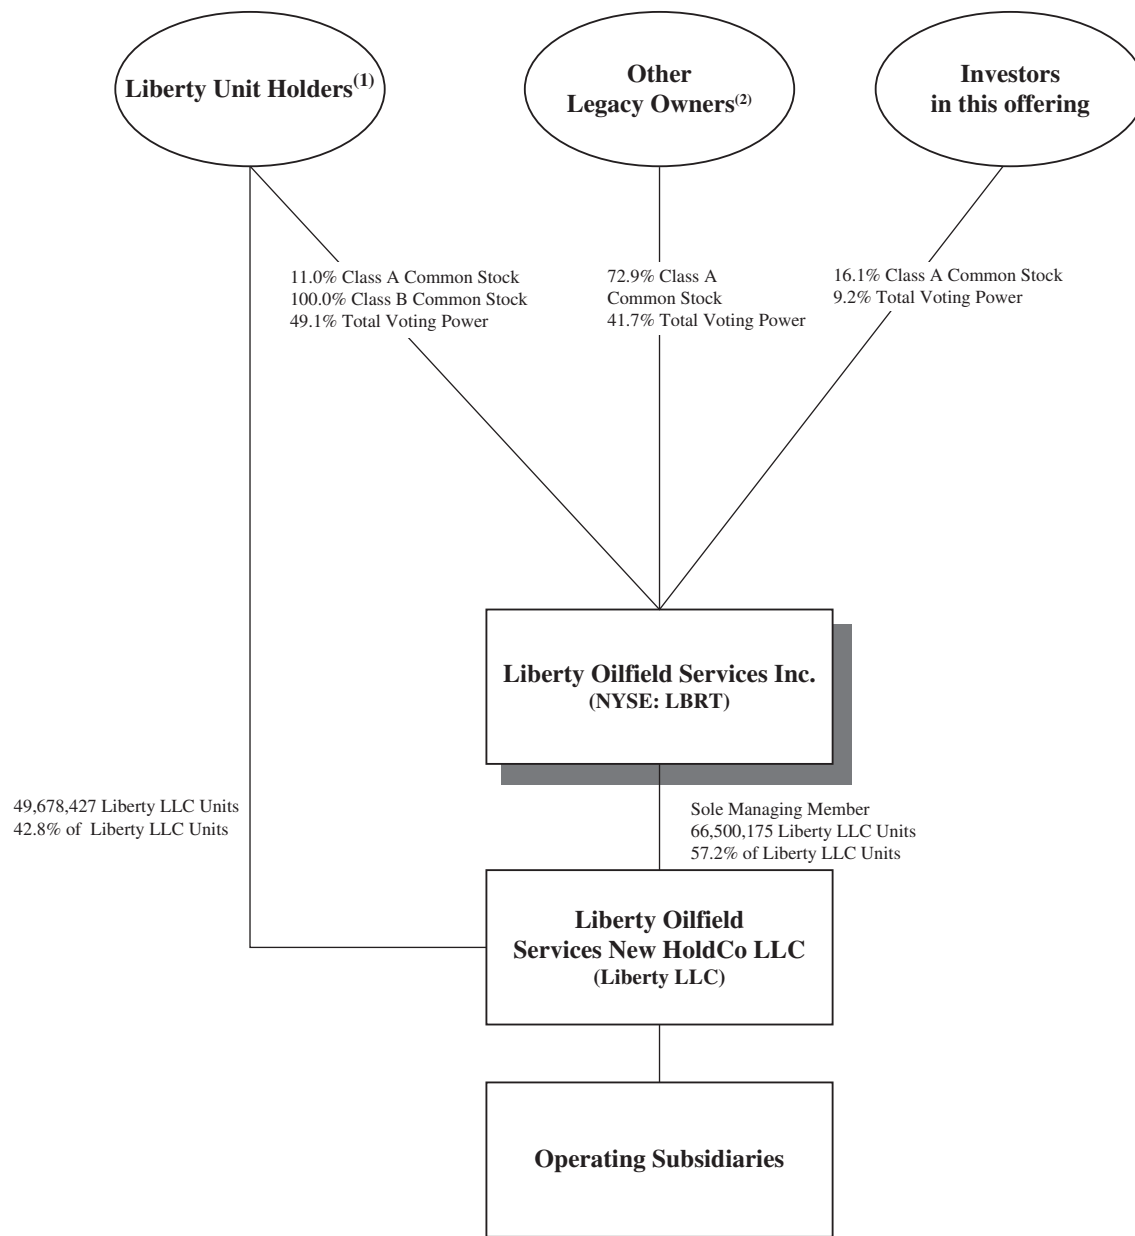 Liberty Unit Holders(1)
Other
Legacy Owners(2)
Investors
in this offering
11.0% Class A Common Stock
100.0% Class B Common Stock
49.1% Total Voting Power
72.9% Class A
Common Stock
41.7% Total Voting Power
16.1% Class A Common Stock
9.2% Total Voting Power
Liberty Oilfield Services Inc.
(NYSE: LBRT)
49,678,427 Liberty LLC Units
42.8% of Liberty LLC Units
Sole Managing Member
66,500,175 Liberty LLC Units
57.2% of Liberty LLC Units
Liberty Oilfield
Services New HoldCo LLC
(Liberty LLC)
Operating Subsidiaries